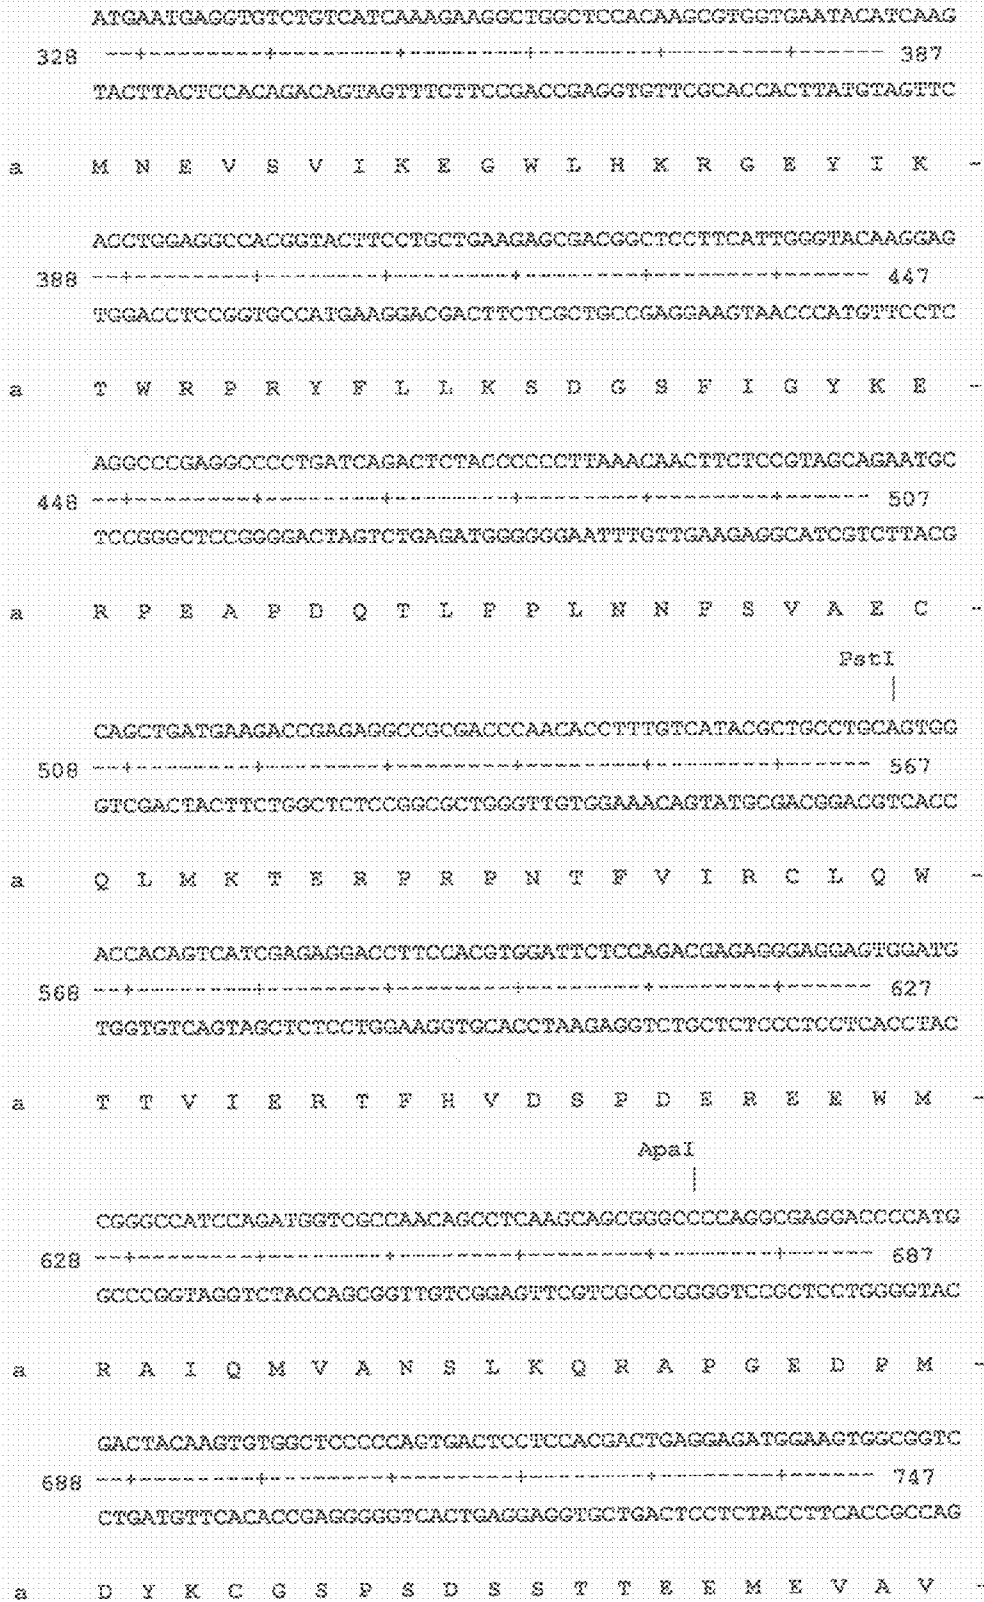 ATGAATGAGGTGTCTGTCATCAAAGAAGGCTGGCTCCACAAGCGTGGTGAATACATCAAG
328 --+---------+---------+---------+---------+---------+------- 387
TACTTACTCCACAGACAGTAGTTTCTTCCGACCGAGGTGTTCGCACCACTTATGTAGTTC
a M N E V S V I K E G W L H K R G E Y I K -
ACCTGGAGGCCACGGTACTTCCTGCTGAAGAGCGACGGCTCCTTCATTGGGTACAAGGAG
388 --+---------+---------+---------+---------+---------+------- 447
TGGACCTCCGGTGCCATGAAGGACGACTTCTCGCTGCCGAGGAAGTAACCCATGTTCCTC
a T W R P R Y F L L K S D G S F I G Y K E -
AGGCCCGAGGCCCCTGATCAGACTCTACCCCCCTTAAACAACTTCTCCGTAGCAGAATGC
448 --+---------+---------+---------+---------+---------+------- 507
TCCGGGCTCCGGGGACTAGTCTGAGATGGGGGGAATTTGTTGAAGAGGCATCGTCTTACG
a R P E A P D Q T L P P L N N F S V A E C -
PstI
|
CAGCTGATGAAGACCGAGAGGCCGCGACCCAACACCTTTGTCATACGCTGCCTGCAGTGG
508 --+---------+---------+---------+---------+---------+------- 567
GTCGACTACTTCTGGCTCTCCGGCGCTGGGTTGTGGAAACAGTATGCGACGGACGTCACC
a Q L M K T E R P R P N T F V I R C L Q W -
ACCACAGTCATCGAGAGGACCTTCCACGTGGATTCTCCAGACGAGAGGGAGGAGTGGATG
568 --+---------+---------+---------+---------+---------+------- 627
TGGTGTCAGTAGCTCTCCTGGAAGGTGCACCTAAGAGGTCTGCTCTCCCTCCTCACCTAC
a T T V I E R T F H V D S P D E R E E W M -
ApaI
|
CGGGCCATCCAGATGGTCGCCAACAGCCTCAAGCAGCGGGCCCCAGGCGAGGACCCCATG
628 --+---------+---------+---------+---------+---------+------- 687
GCCCGGTAGGTCTACCAGCGGTTGTCGGAGTTCGTCGCCCGGGGTCCGCTCCTGGGGTAC
a R A I Q M V A N S L K Q R A P G E D P M -
GACTACAAGTGTGGCTCCCCCAGTGACTCCTCCACGACTGAGGAGATGGAAGTGGCGGTC
688 --+---------+---------+---------+---------+---------+------- 747
CTGATGTTCACACCGAGGGGGTCACTGAGGAGGTGCTGACTCCTCTACCTTCACCGCCAG
a D Y K C G S P S D S S T T E E M E V A V -